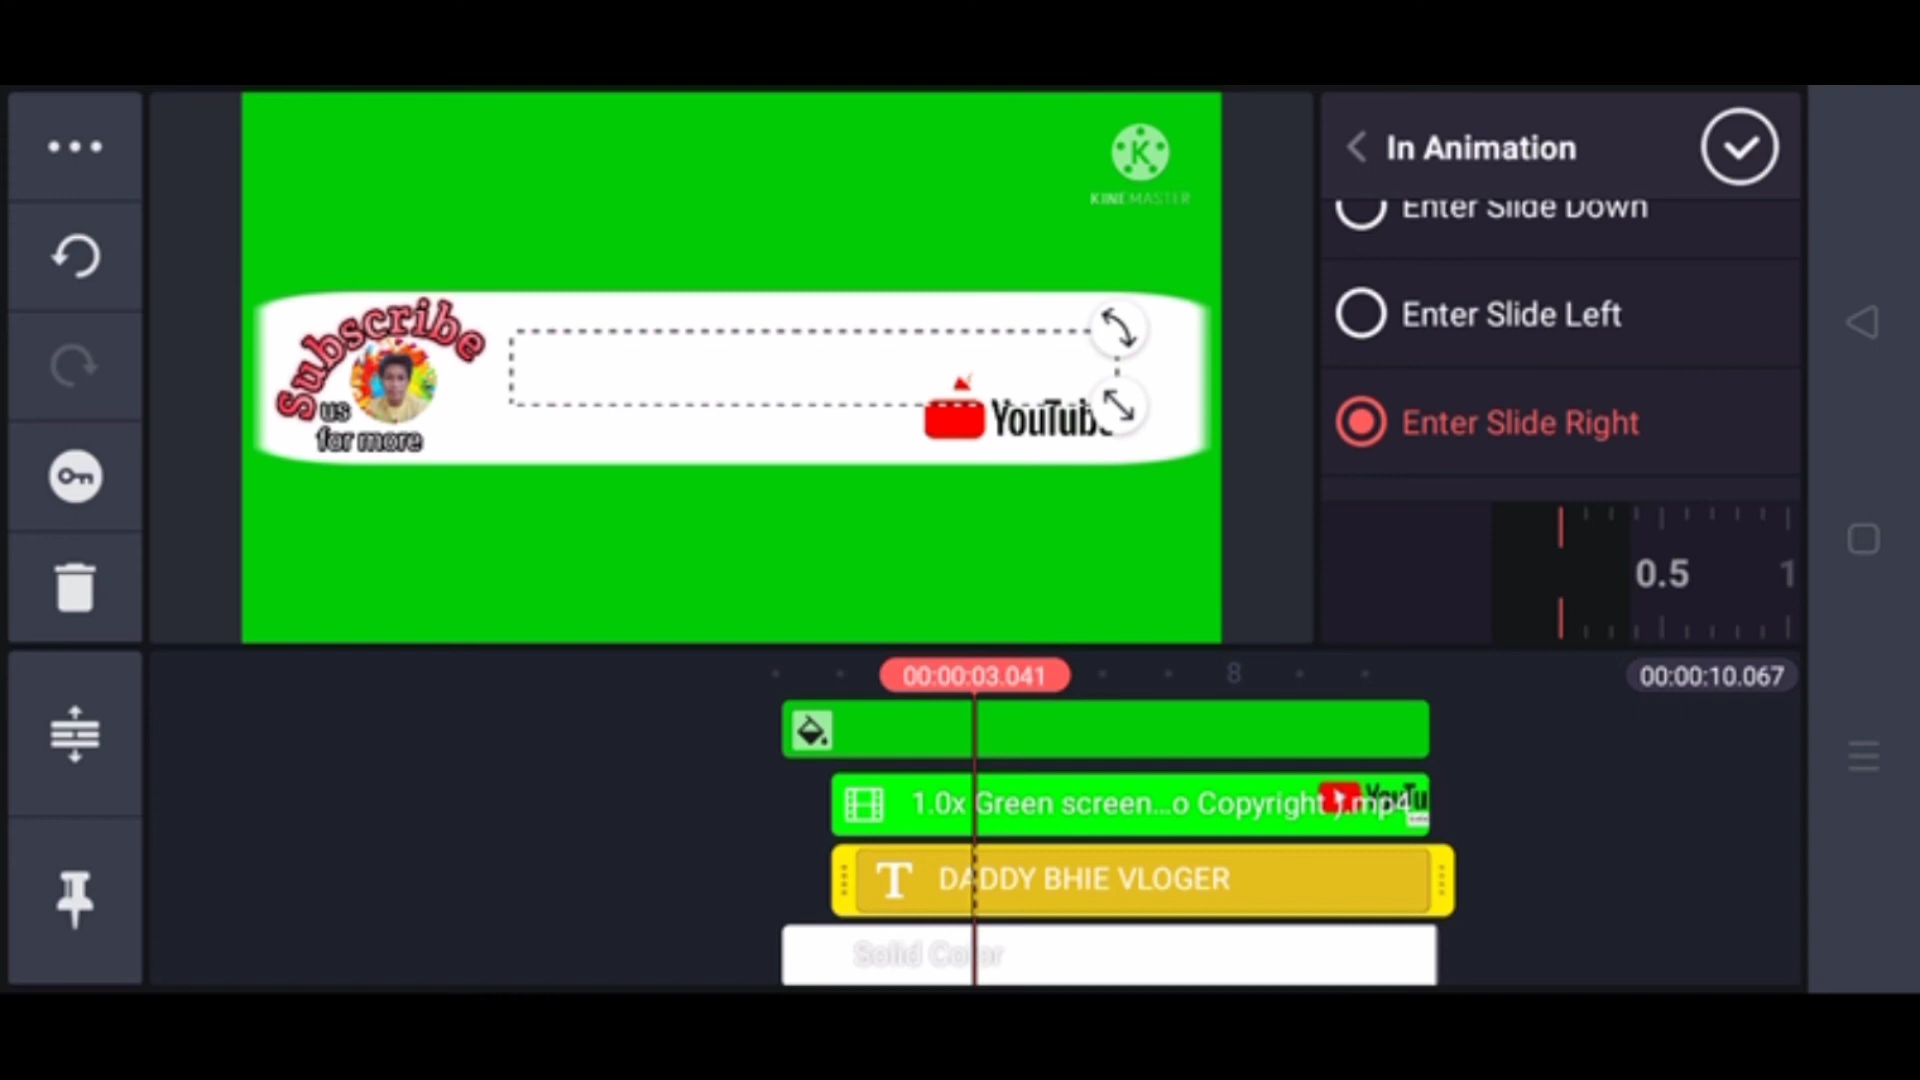 KINEMASTER
In Animation
Enter Slide Down
Enter Slide Left
Enter Slide Right
0.5 1
Subscribe
us
for more
YouTub
00:00:03.041
8
00:00:10.067
1.0x Green screen...o Copyright ).mp4
YouTu
T DADDY BHIE VLOGER
Solid Color